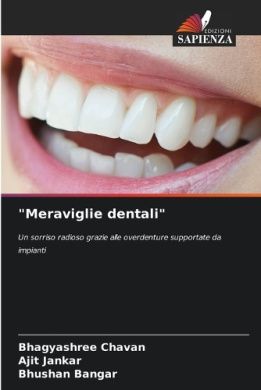 EDIZIONI
SAPIENZA
"Meraviglie dentali"
Un sorriso radioso grazie alle overdenture supportate da
impianti
Bhagyashree Chavan
Ajit Jankar
Bhushan Bangar